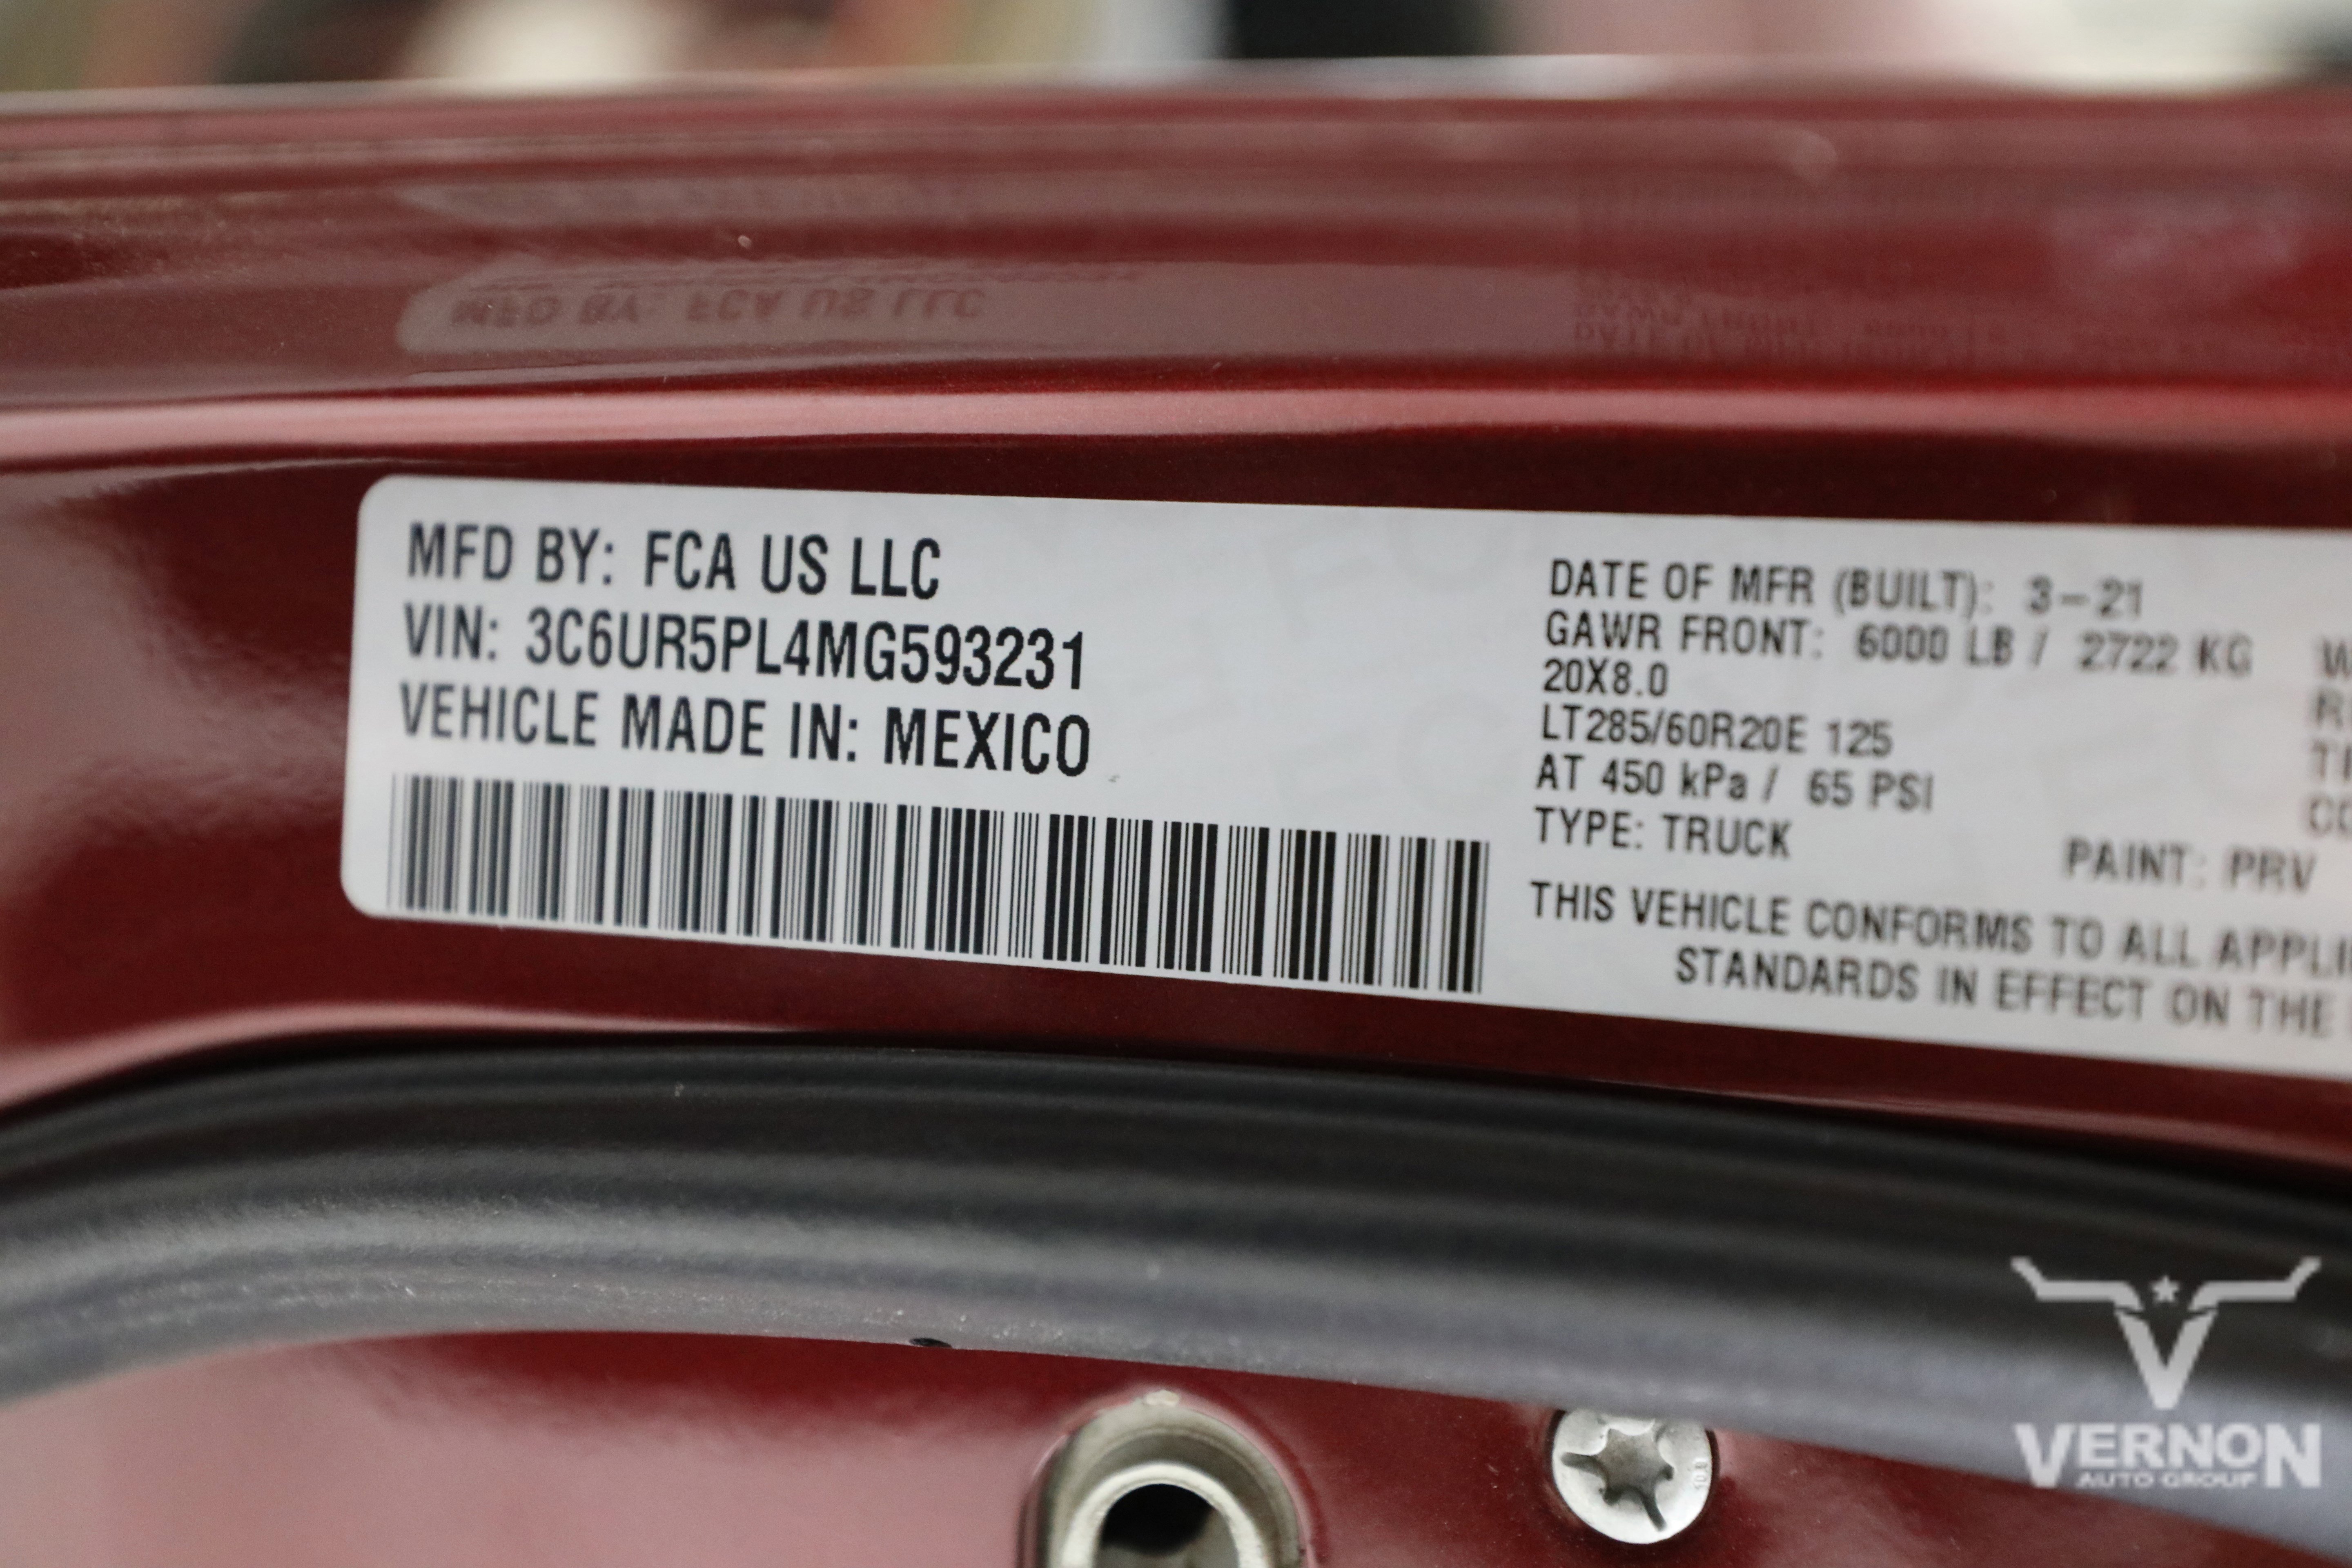 MFD BY: FCA US LLC
VIN: 3C6UR5PL4MG593231
VEHICLE MADE IN: MEXICO
DATE OF MFR (BUILT): 3-21
GAWR FRONT: 6000 LB / 2722 KG
20X8.0
LT285/60R20E 125
AT 450 kPa / 65 PSI
TYPE: TRUCK
PAINT: PRV
THIS VEHICLE CONFORMS TO ALL
STANDARDS IN EFFECT ON THE
VERNON
AUTO GROUP